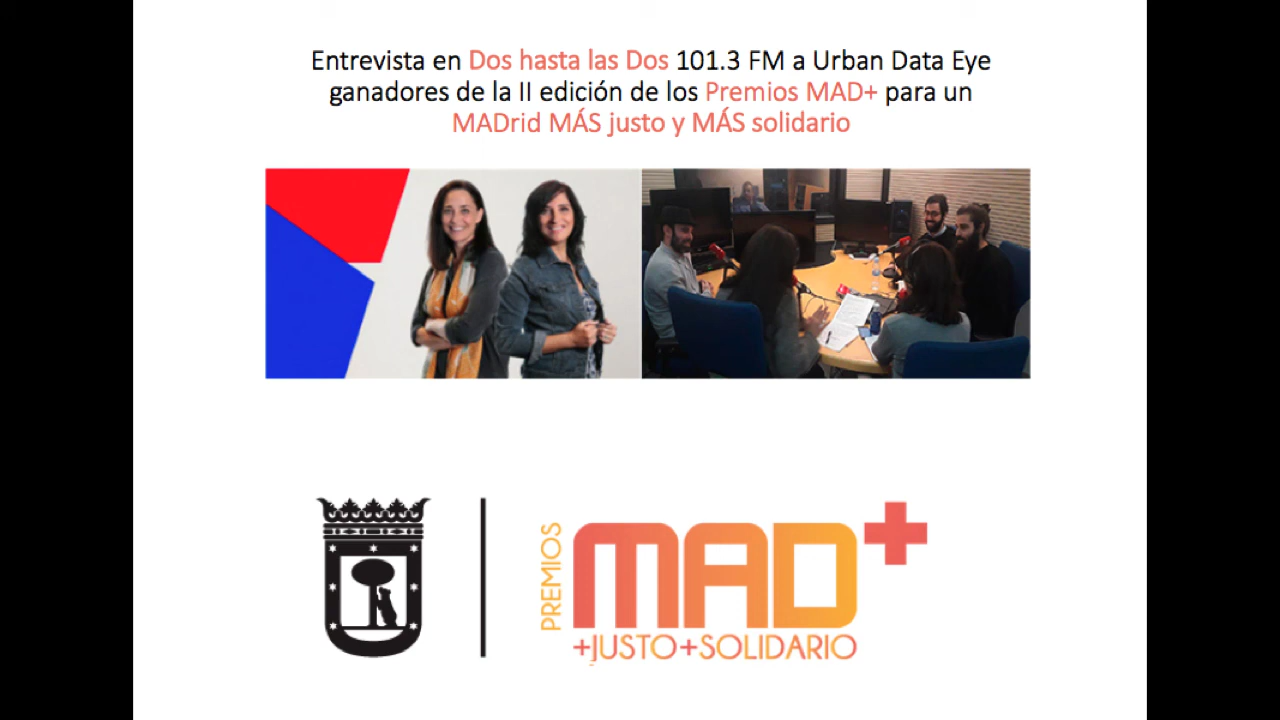 Entrevista en Dos hasta las Dos 101.3 FM a Urban Data Eye
ganadores de la II edición de los Premios MAD+ para un
MADrid MÁS justo y MÁS solidario
PREMIOS
MAD+
+JUSTO+SOLIDARIO